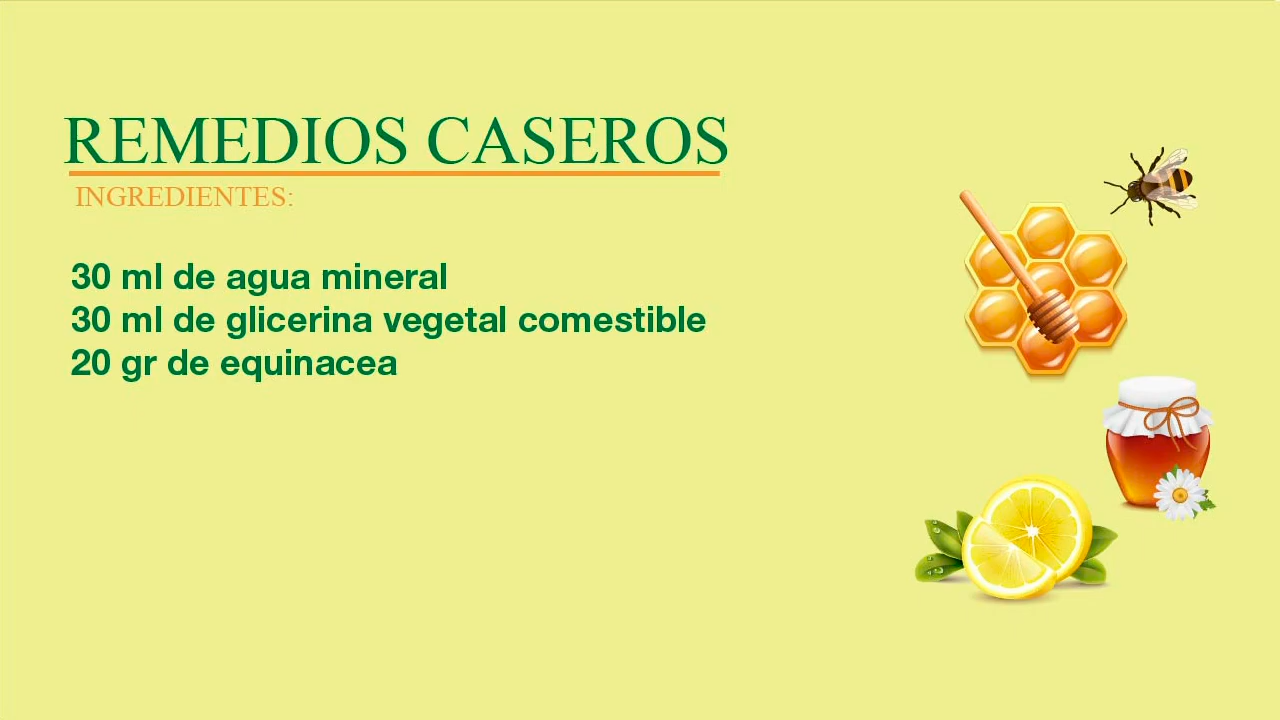 REMEDIOS CASEROS
INGREDIENTES:
30 ml de agua mineral
30 ml de glicerina vegetal comestible
20 gr de equinacea